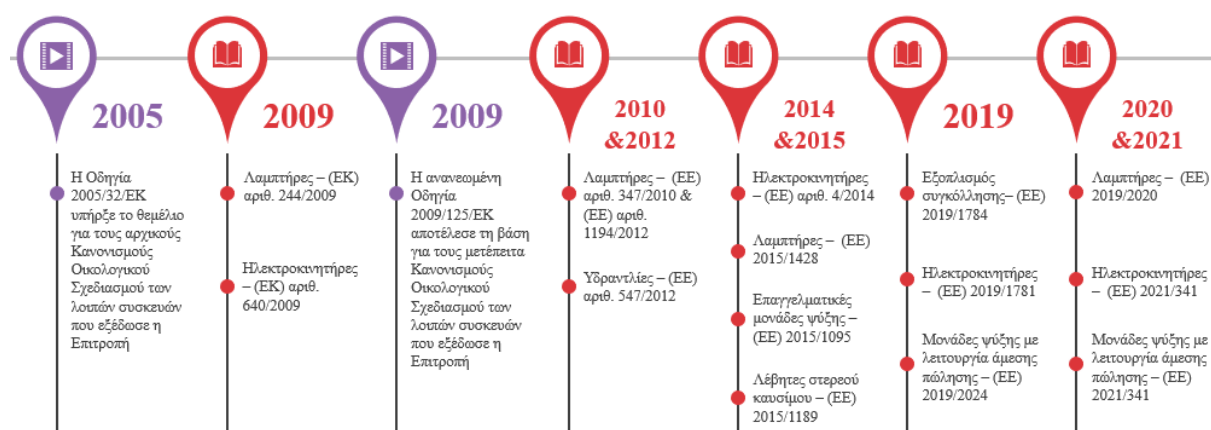 2005
Η Οδηγία
2005/32/ΕΚ
υπήρξε το θεμέλιο
για τους αρχικούς
Κανονισμούς
Οικολογικού
Σχεδιασμού των
λοιπών συσκευών
που εξέδωσε η
Επιτροπή
2009
Λαμπτήρες – (ΕΚ)
αριθ. 244/2009
Ηλεκτροκινητήρες
– (ΕΚ) αριθ.
640/2009
2009
Η ανανεωμένη
Οδηγία
2009/125/ΕΚ
αποτέλεσε τη βάση
για τους μετέπειτα
Κανονισμούς
Οικολογικού
Σχεδιασμού των
λοιπών συσκευών
που εξέδωσε η
Επιτροπή
2010
&2012
Λαμπτήρες – (ΕΕ)
αριθ. 347/2010 &
(ΕΕ) αριθ.
1194/2012
Υδραντλίες – (ΕΕ)
αριθ. 547/2012
2014
&2015
Ηλεκτροκινητήρες
– (ΕΕ) αριθ. 4/2014
Λαμπτήρες – (ΕΕ)
2015/1428
Επαγγελματικές
μονάδες ψύξης –
(ΕΕ) 2015/1095
Λέβητες στερεού
καυσίμου – (ΕΕ)
2015/1189
2019
Εξοπλισμός
συγκόλλησης– (ΕΕ)
2019/1784
Ηλεκτροκινητήρες
– (ΕΕ) 2019/1781
Μονάδες ψύξης με
λειτουργία άμεσης
πώλησης – (ΕΕ)
2019/2024
2020
&2021
Λαμπτήρες – (ΕΕ)
2019/2020
Ηλεκτροκινητήρες
– (ΕΕ) 2021/341
Μονάδες ψύξης με
λειτουργία άμεσης
πώλησης – (ΕΕ)
2021/341